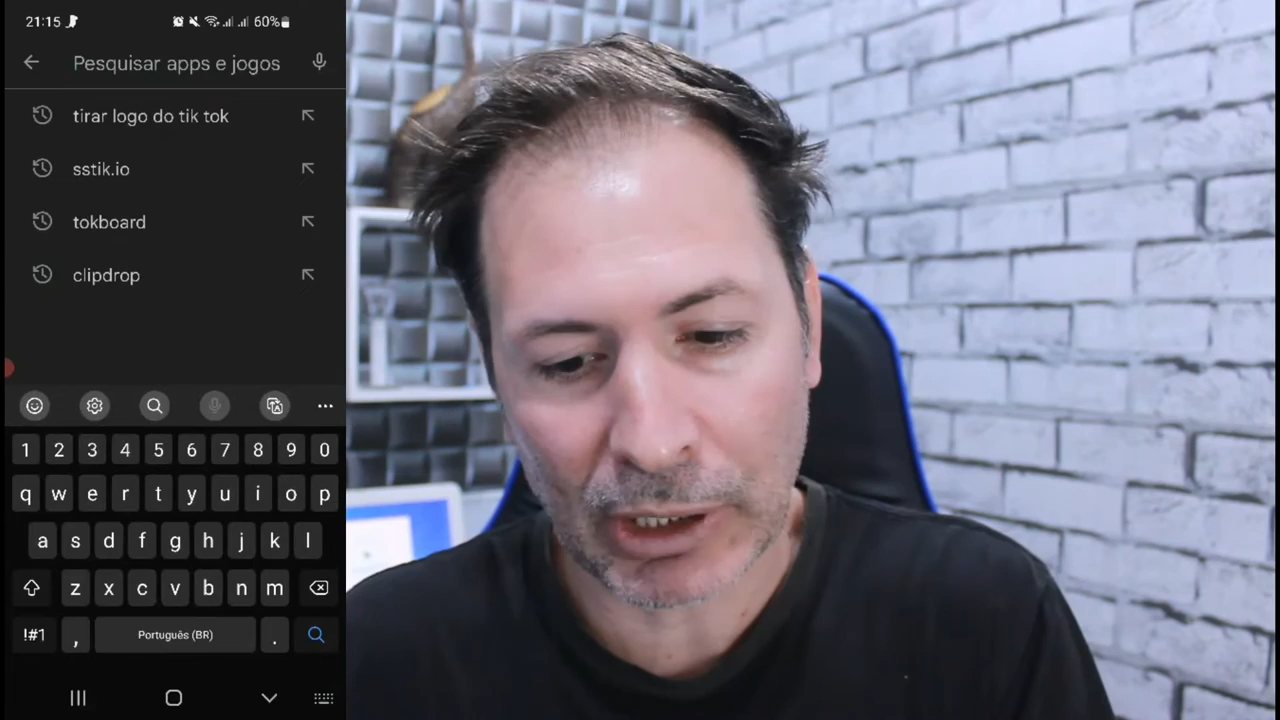 21:15
60%
Pesquisar apps e jogos
tirar logo do tik tok
sstik.io
tokboard
clipdrop
1 2 3 4 5 6 7 8 9 0
q w e r t y u i o p
a s d f g h j k l
z x c v b n m
!#1 , Português (BR) .